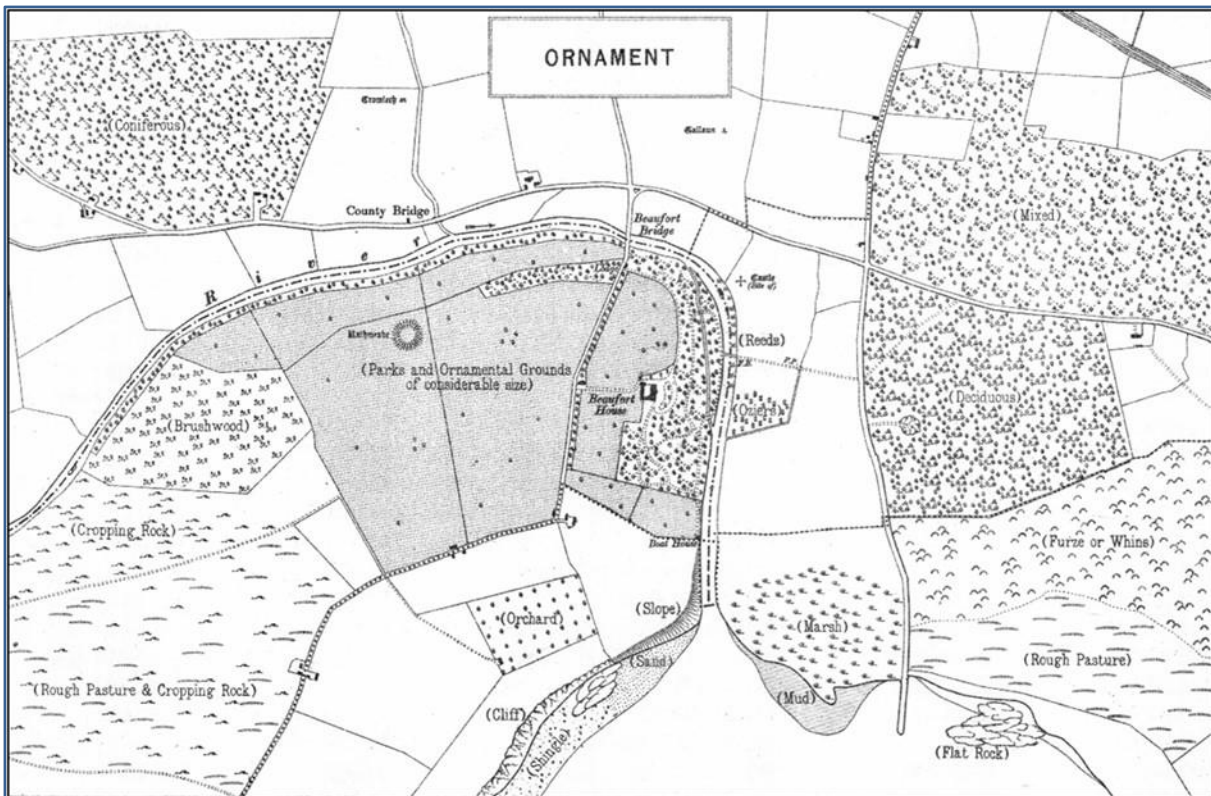 ORNAMENT
(Coniferous)
Cromlech
Gallaun
(Mixed)
County Bridge
Beaufort
Bridge
River
Castle
(Site of)
(Reeds)
F.B.
F.P.
(Parks and Ornamental Grounds
of considerable size)
Beaufort
House
(Oziers)
(Deciduous)
(Brushwood)
(Cropping Rock)
Boat House
(Furze or Whins)
(Slope)
(Orchard)
(Marsh)
(Sand)
(Rough Pasture)
(Rough Pasture & Cropping Rock)
(Mud)
(Cliff)
(Shingle)
(Flat Rock)